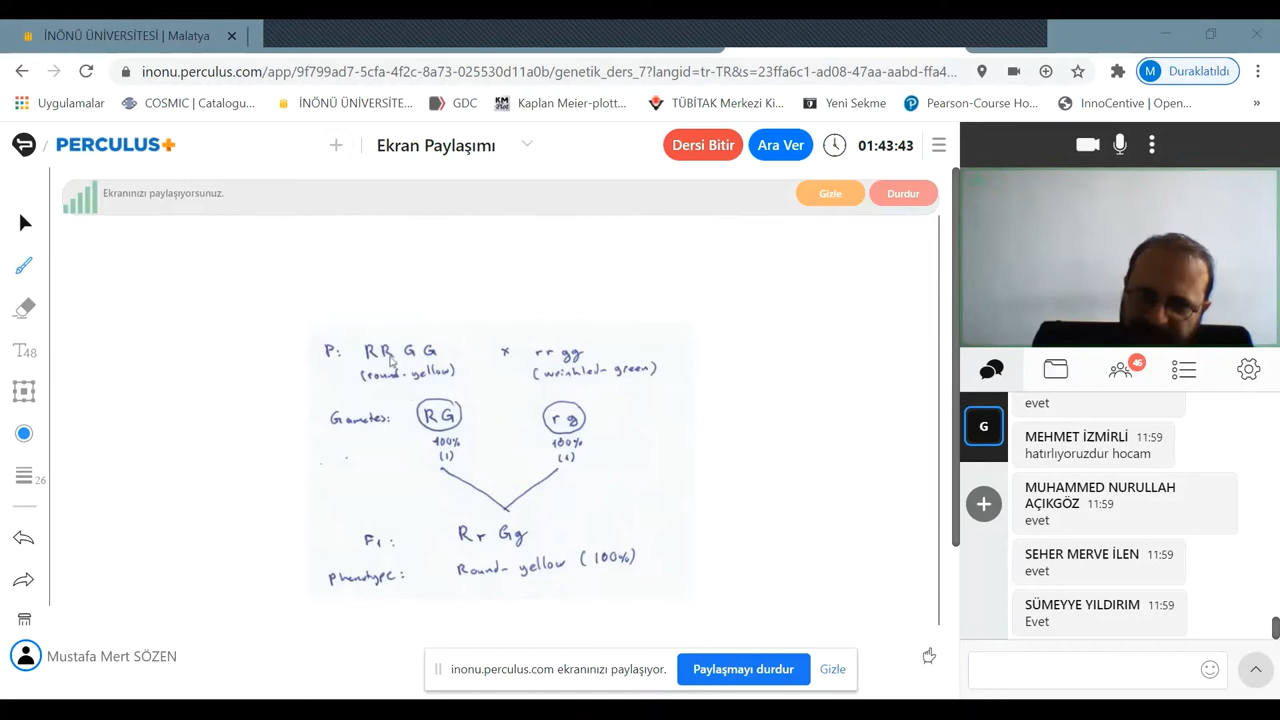 İNÖNÜ ÜNİVERSİTESİ | Malatya
inonu.perculus.com/app/9f799ad7-5cfa-4f2c-8a73-025530d11a0b/genetik_ders_7?langid=tr-TR&s=23ffa6c1-ad08-47aa-aabd-ffa4...
M Duraklatıldı
Uygulamalar
COSMIC | Catalogu...
İNÖNÜ ÜNİVERSİTE...
GDC
KM Kaplan Meier-plott...
TÜBİTAK Merkezi Ki...
Yeni Sekme
Pearson-Course Ho...
InnoCentive | Open...
»
PERCULUS+
Ekran Paylaşımı
Dersi Bitir
Ara Ver
01:43:43
Ekranınızı paylaşıyorsunuz.
Gizle
Durdur
T48
26
P: RR GG x rr gg
(round-yellow) (wrinkled-green)
Gametes: RG rg
100% 100%
(1) (1)
F1: Rr Gg
Phenotype: Round-yellow (100%)
46
G
evet
MEHMET İZMİRLİ 11:59
hatırlıyoruzdur hocam
MUHAMMED NURULLAH
AÇIKGÖZ 11:59
evet
SEHER MERVE İLEN 11:59
evet
SÜMEYYE YILDIRIM 11:59
Evet
Mustafa Mert SÖZEN
inonu.perculus.com ekranınızı paylaşıyor.
Paylaşmayı durdur
Gizle